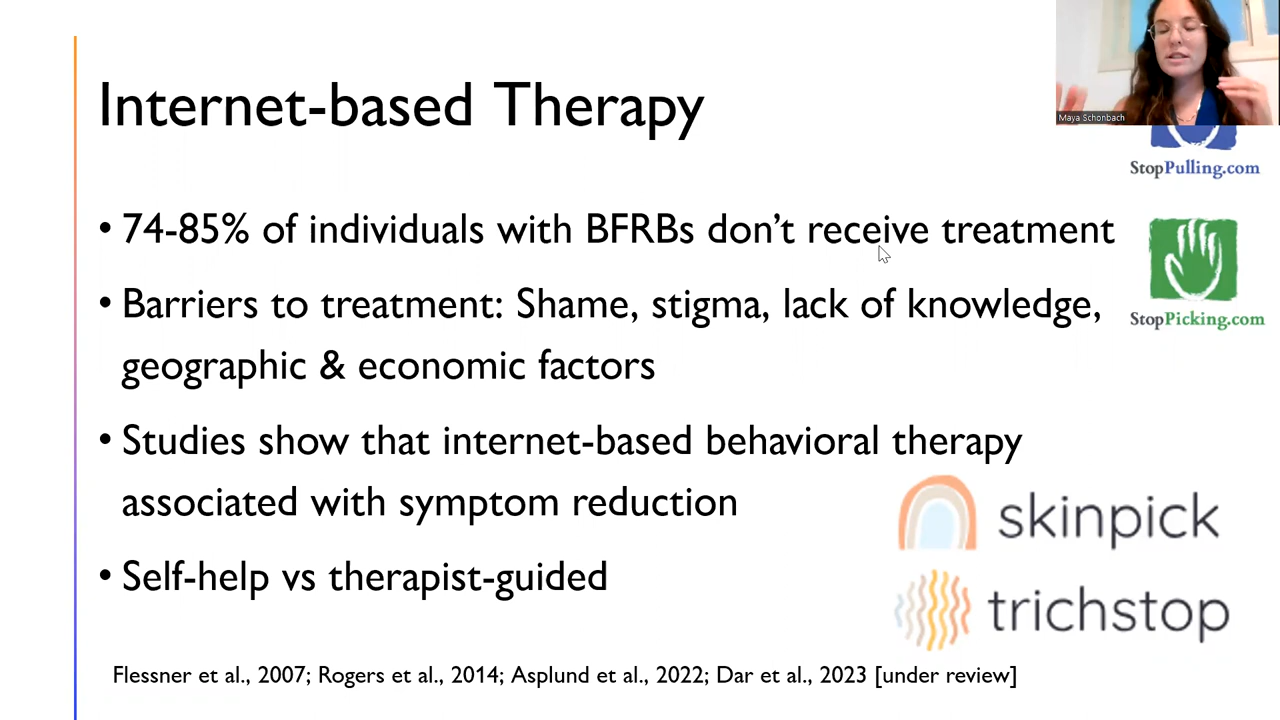 Internet-based Therapy
Maya Schonbach
StopPulling.com
• 74-85% of individuals with BFRBs don’t receive treatment
• Barriers to treatment: Shame, stigma, lack of knowledge,
geographic & economic factors
StopPicking.com
• Studies show that internet-based behavioral therapy
associated with symptom reduction
skinpick
• Self-help vs therapist-guided
trichstop
Flessner et al., 2007; Rogers et al., 2014; Asplund et al., 2022; Dar et al., 2023 [under review]